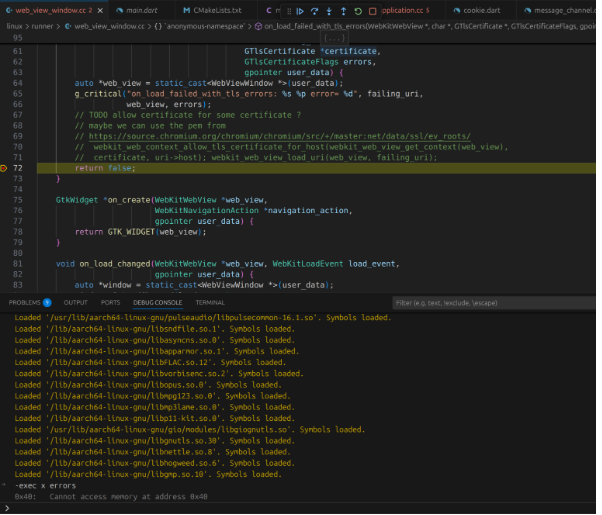 web_view_window.cc 2 main.dart CMakeLists.txt C m application.cc 5 cookie.dart message_channel.
linux > runner > web_view_window.cc > {} `anonymous-namespace' > on_load_failed_with_tls_errors(WebKitWebView *, char *, GTlsCertificate *, GTlsCertificateFlags, gpoin
95 [...]
61 GTlsCertificate *certificate,
62 GTlsCertificateFlags errors,
63 gpointer user_data) {
64 auto *web_view = static_cast<WebViewWindow *>(user_data);
65 g_critical("on_load_failed_with_tls_errors: %s %p error= %d", failing_uri,
66 web_view, errors);
67 // TODO allow certificate for some certificate ?
68 // maybe we can use the pem from
69 // https://source.chromium.org/chromium/chromium/src/+/master:net/data/ssl/ev_roots/
70 // webkit_web_context_allow_tls_certificate_for_host(webkit_web_view_get_context(web_view),
71 // certificate, uri->host); webkit_web_view_load_uri(web_view, failing_uri);
72 return false;
73 }
74
75 GtkWidget *on_create(WebKitWebView *web_view,
76 WebKitNavigationAction *navigation_action,
77 gpointer user_data) {
78 return GTK_WIDGET(web_view);
79 }
80
81 void on_load_changed(WebKitWebView *web_view, WebKitLoadEvent load_event,
82 gpointer user_data) {
83 auto *window = static_cast<WebViewWindow *>(user_data);
PROBLEMS 9 OUTPUT PORTS DEBUG CONSOLE TERMINAL Filter (e.g. text, !exclude, \escape)
Loaded '/usr/lib/aarch64-linux-gnu/pulseaudio/libpulsecommon-16.1.so'. Symbols loaded.
Loaded '/lib/aarch64-linux-gnu/libsndfile.so.1'. Symbols loaded.
Loaded '/lib/aarch64-linux-gnu/libasyncns.so.0'. Symbols loaded.
Loaded '/lib/aarch64-linux-gnu/libapparmor.so.1'. Symbols loaded.
Loaded '/lib/aarch64-linux-gnu/libFLAC.so.12'. Symbols loaded.
Loaded '/lib/aarch64-linux-gnu/libvorbisenc.so.2'. Symbols loaded.
Loaded '/lib/aarch64-linux-gnu/libopus.so.0'. Symbols loaded.
Loaded '/lib/aarch64-linux-gnu/libmpg123.so.0'. Symbols loaded.
Loaded '/lib/aarch64-linux-gnu/libmp3lame.so.0'. Symbols loaded.
Loaded '/lib/aarch64-linux-gnu/libp11-kit.so.0'. Symbols loaded.
Loaded '/usr/lib/aarch64-linux-gnu/gio/modules/libgiognutls.so'. Symbols loaded.
Loaded '/lib/aarch64-linux-gnu/libgnutls.so.30'. Symbols loaded.
Loaded '/lib/aarch64-linux-gnu/libnettle.so.8'. Symbols loaded.
Loaded '/lib/aarch64-linux-gnu/libhogweed.so.6'. Symbols loaded.
Loaded '/lib/aarch64-linux-gnu/libgmp.so.10'. Symbols loaded.
-exec x errors
0x40: Cannot access memory at address 0x40
>